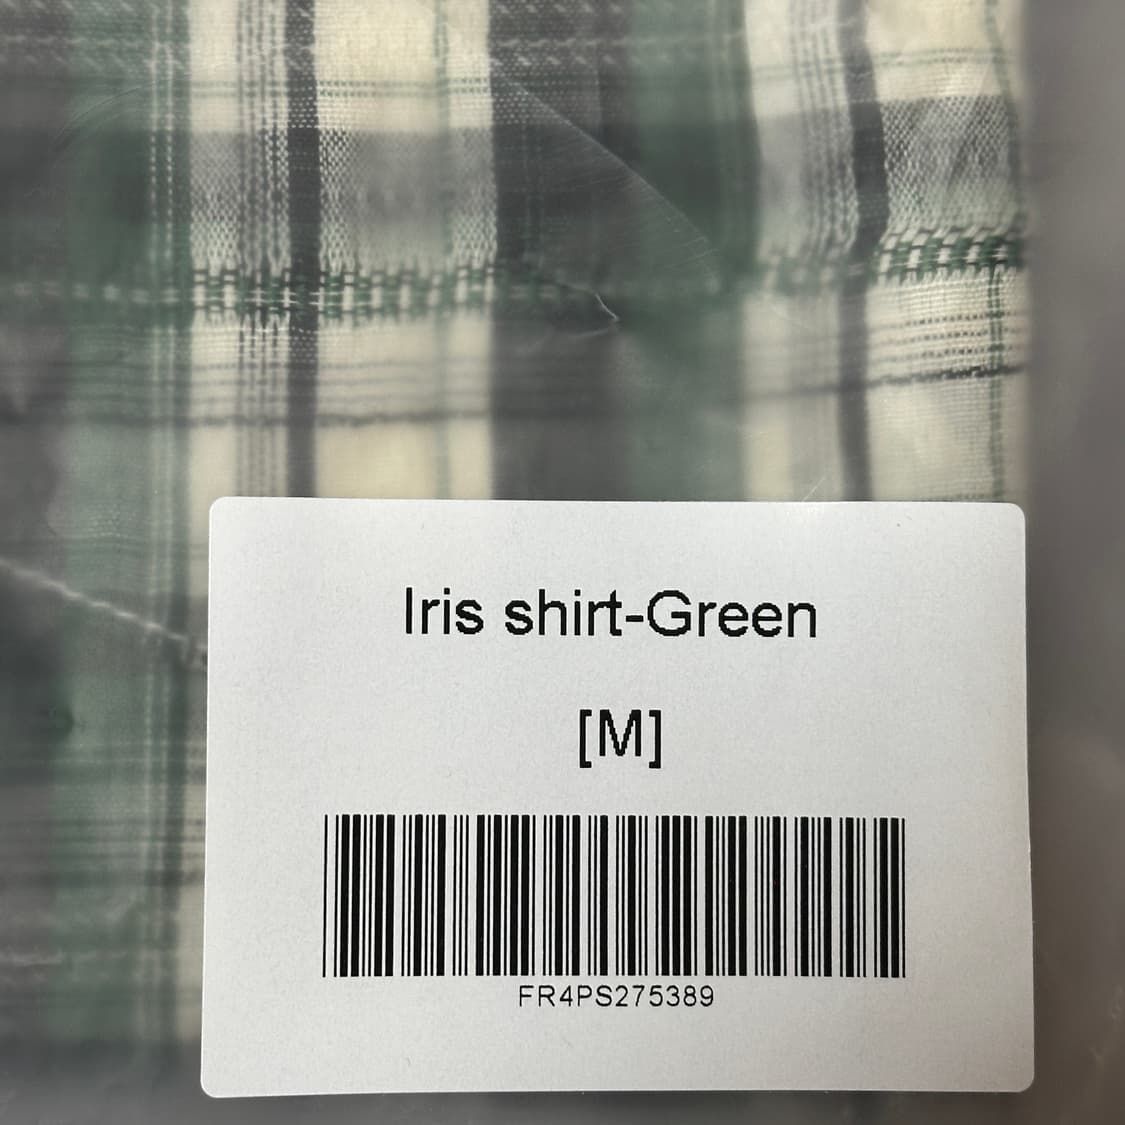 Iris shirt-Green
[M]
FR4PS275389